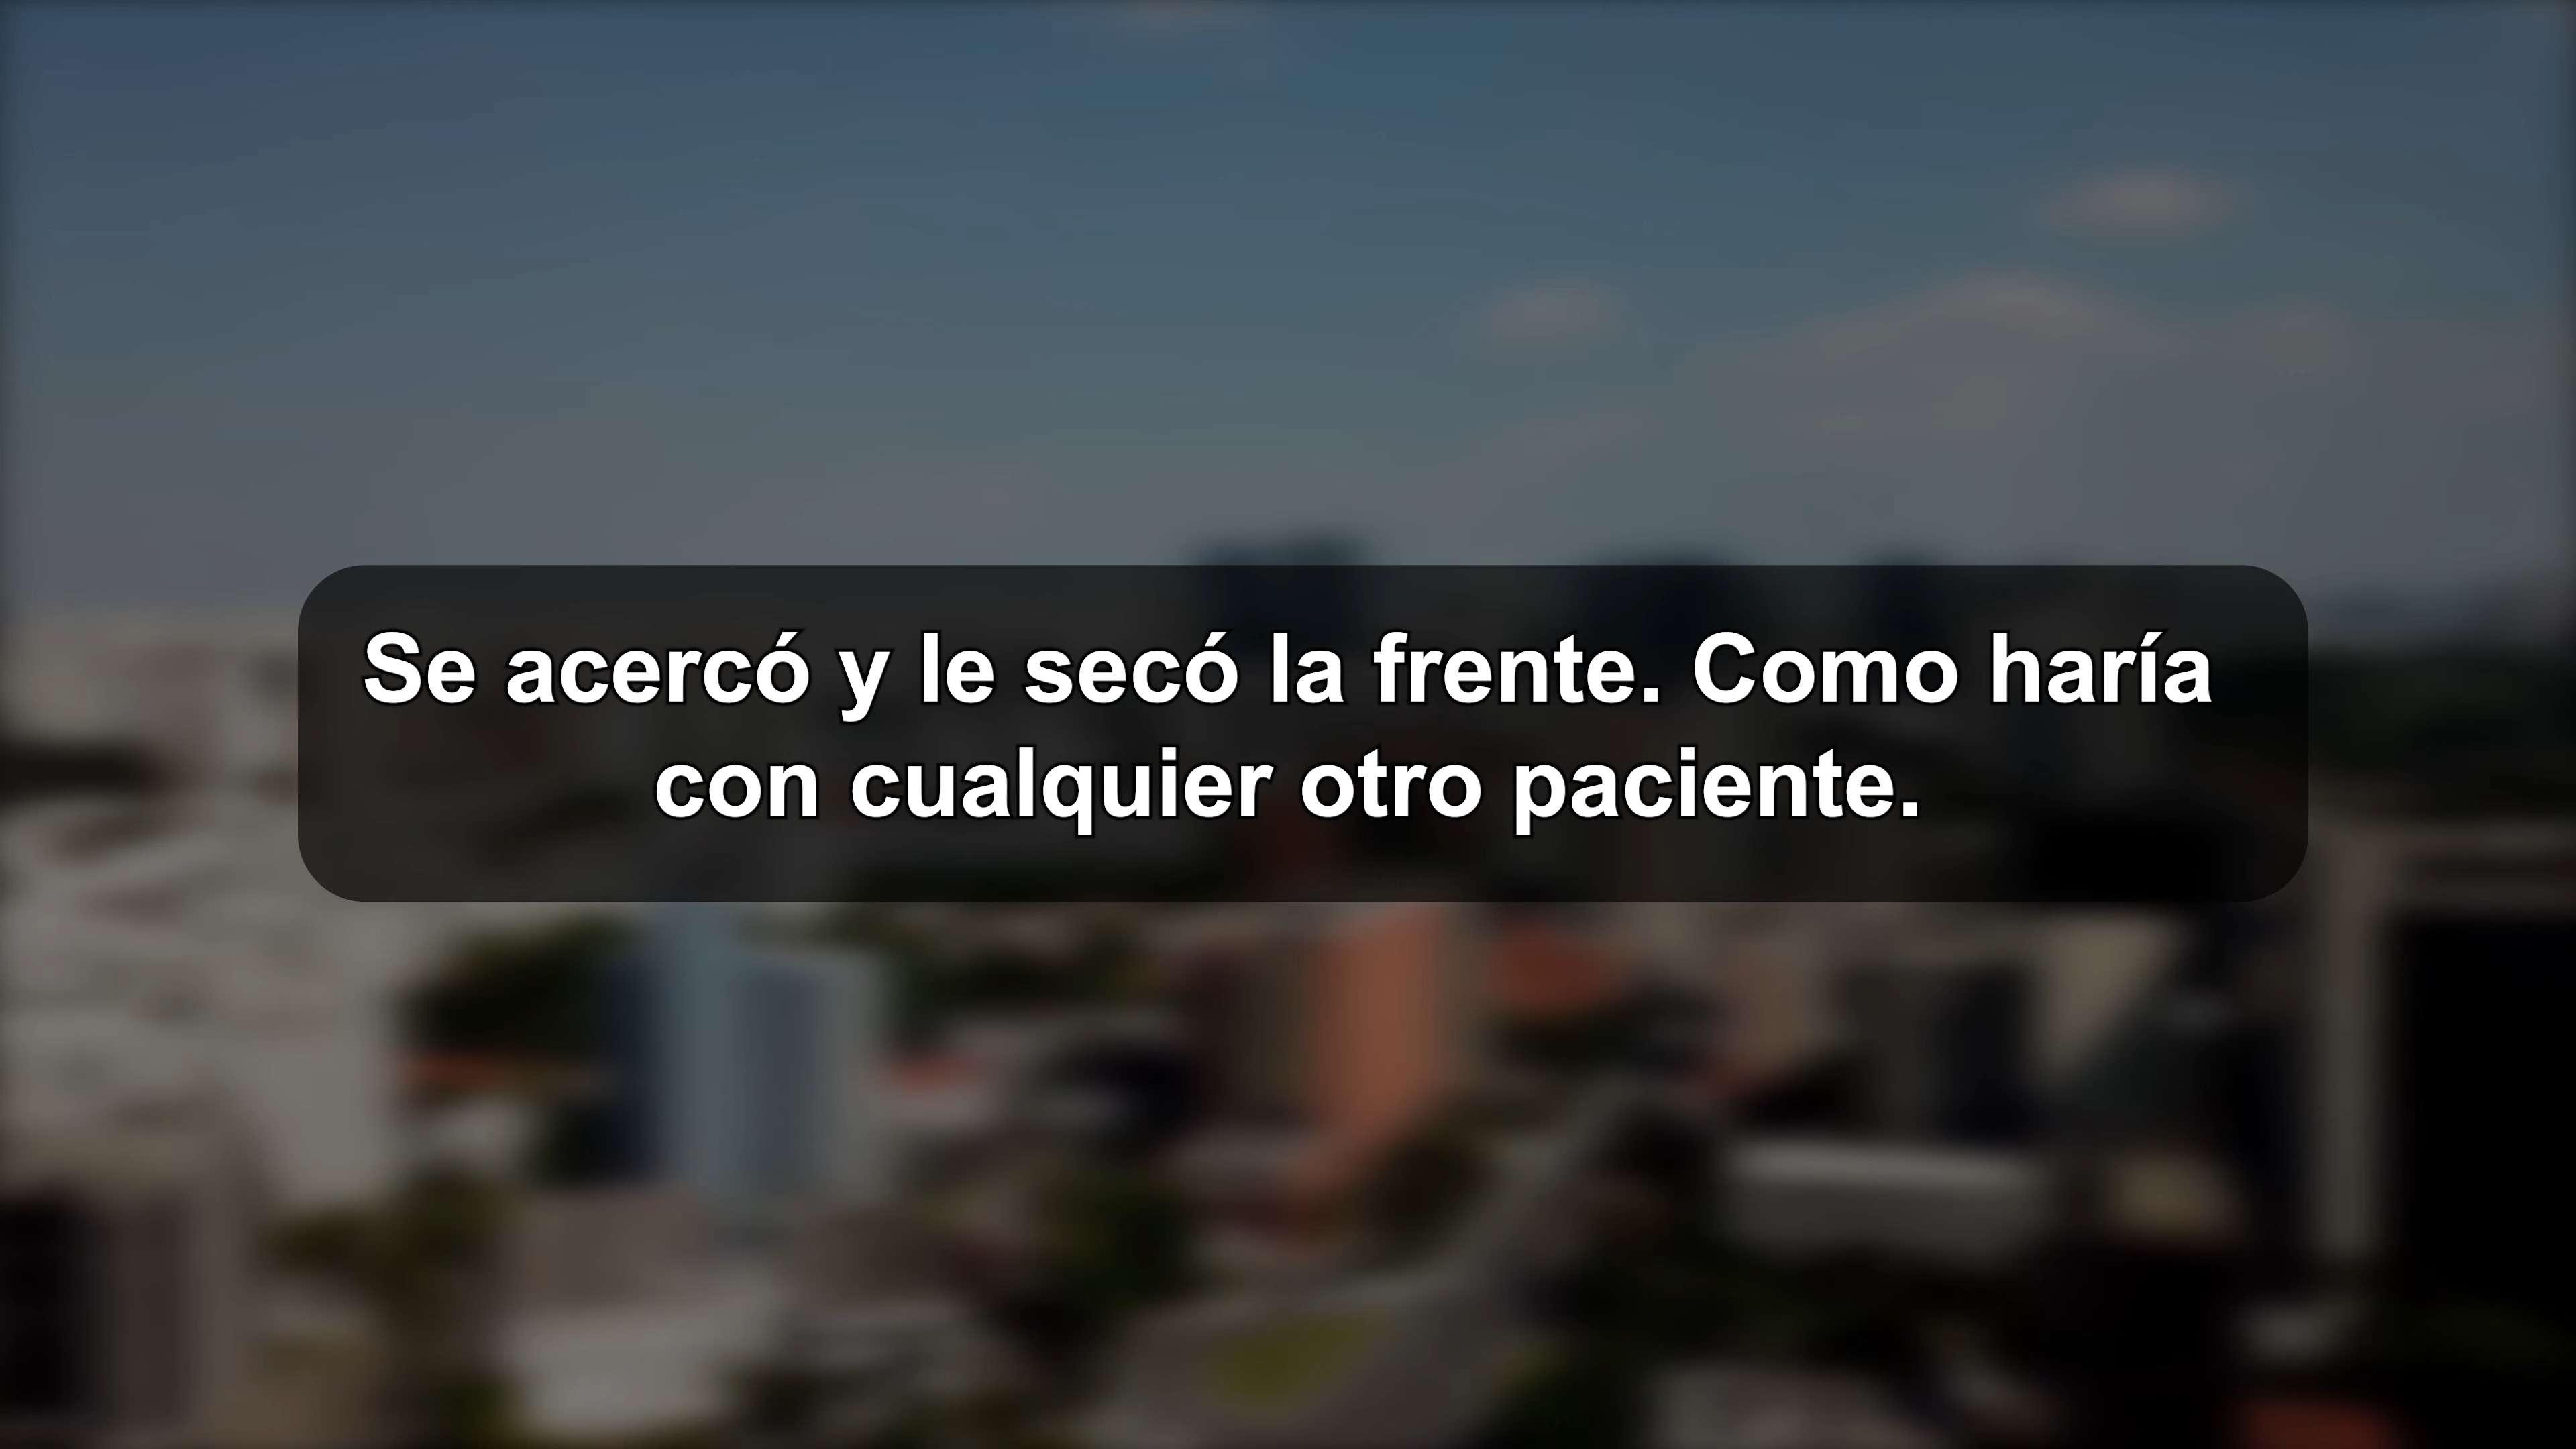 Se acercó y le secó la frente. Como haría
con cualquier otro paciente.